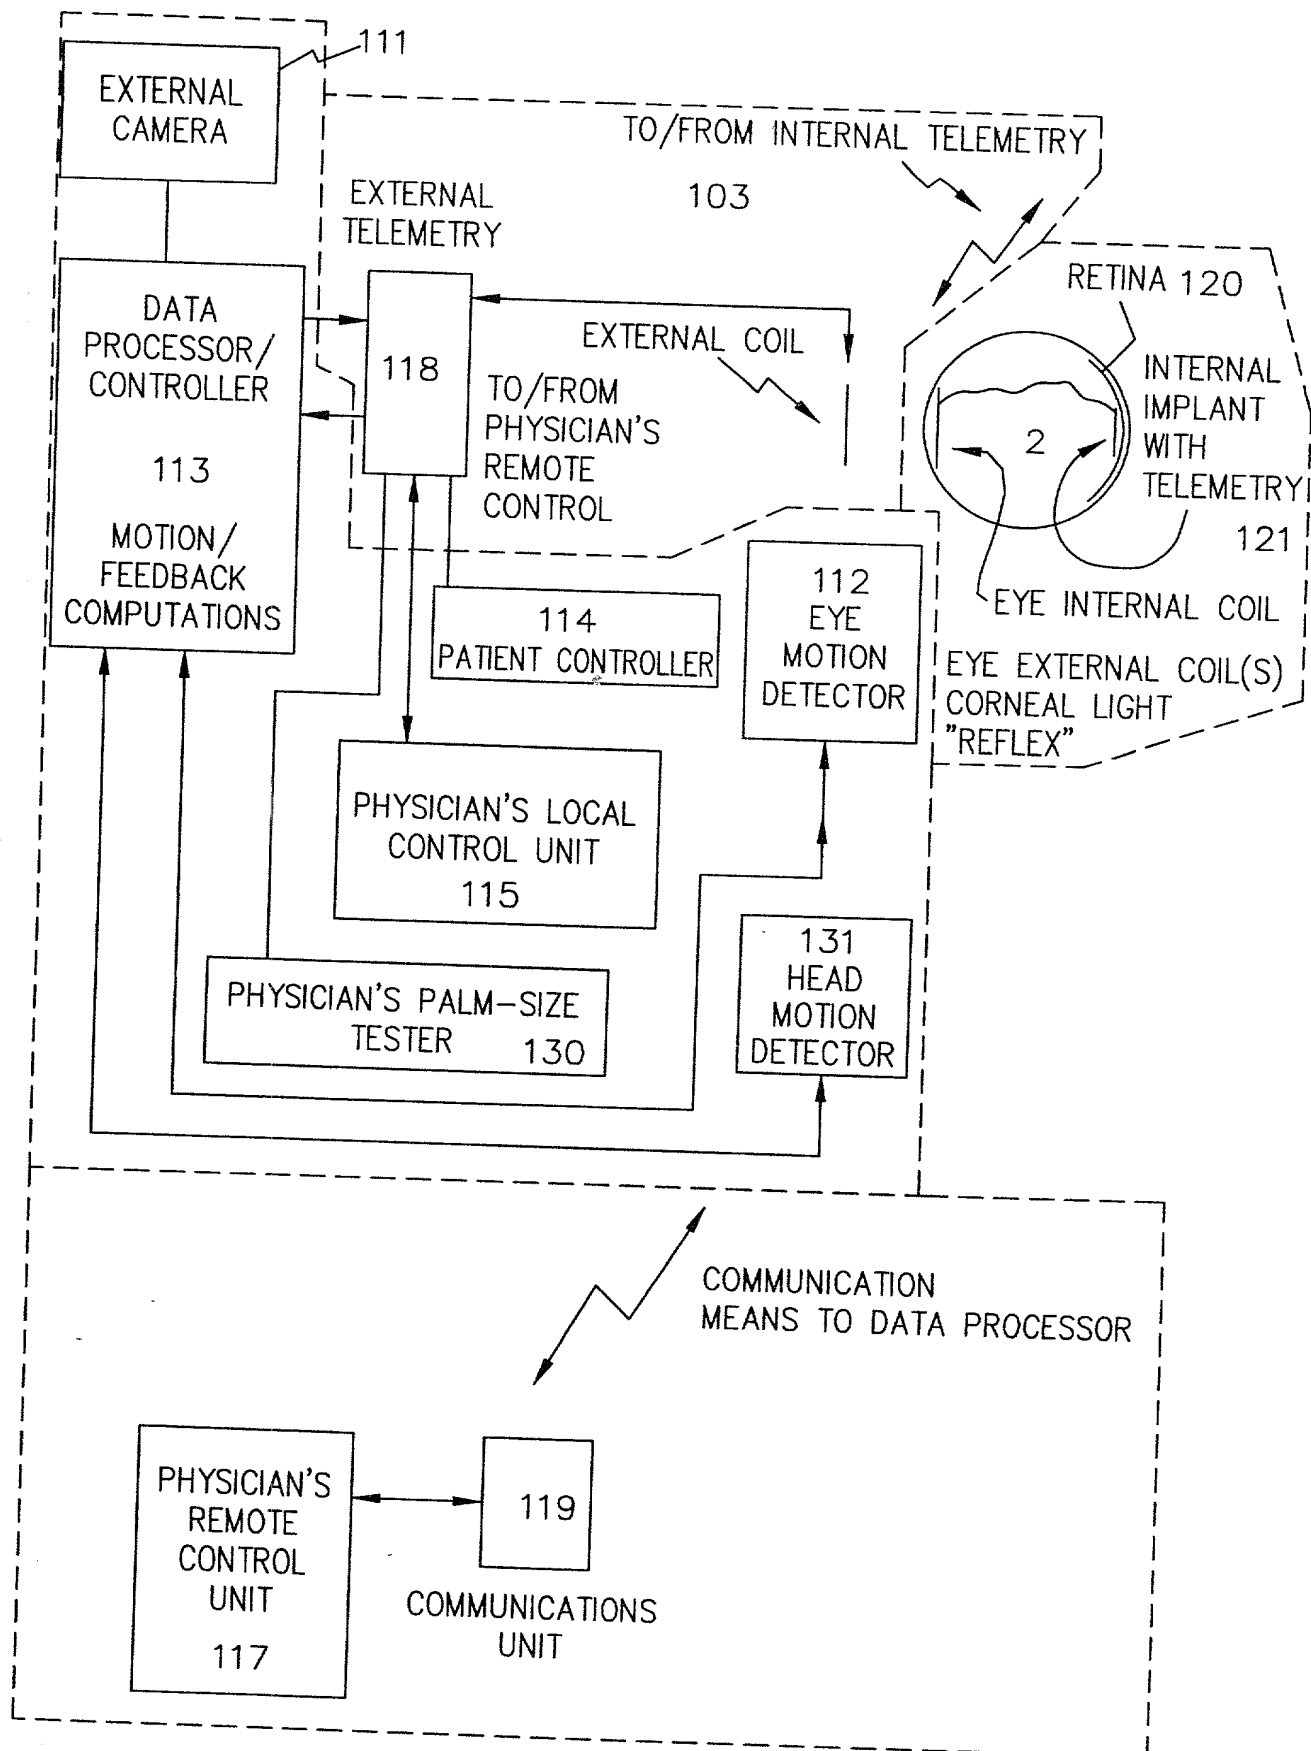 111
EXTERNAL
CAMERA
TO/FROM INTERNAL TELEMETRY
103
EXTERNAL
TELEMETRY
RETINA 120
DATA
PROCESSOR/
CONTROLLER
113
MOTION/
FEEDBACK
COMPUTATIONS
118
EXTERNAL COIL
TO/FROM
PHYSICIAN'S
REMOTE
CONTROL
2
INTERNAL
IMPLANT
WITH
TELEMETRY
121
EYE INTERNAL COIL
EYE EXTERNAL COIL(S)
CORNEAL LIGHT
"REFLEX"
112
EYE
MOTION
DETECTOR
114
PATIENT CONTROLLER
PHYSICIAN'S LOCAL
CONTROL UNIT
115
131
HEAD
MOTION
DETECTOR
PHYSICIAN'S PALM-SIZE
TESTER 130
COMMUNICATION
MEANS TO DATA PROCESSOR
PHYSICIAN'S
REMOTE
CONTROL
UNIT
117
119
COMMUNICATIONS
UNIT